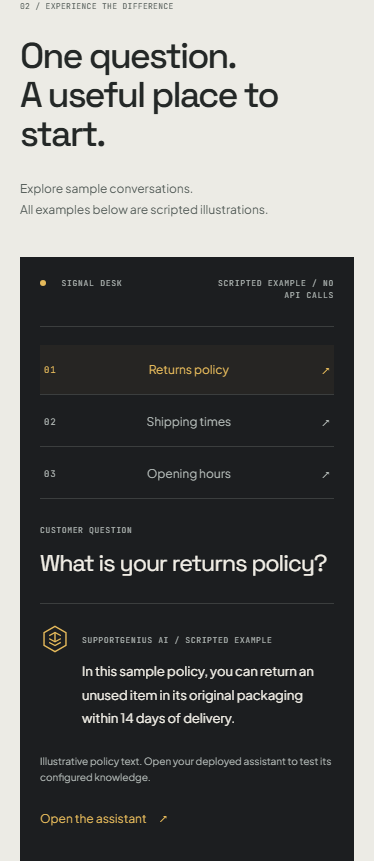 02 / EXPERIENCE THE DIFFERENCE
One question.
A useful place to
start.
Explore sample conversations.
All examples below are scripted illustrations.
SIGNAL DESK
SCRIPTED EXAMPLE / NO
API CALLS
01 Returns policy ↗
02 Shipping times ↗
03 Opening hours ↗
CUSTOMER QUESTION
What is your returns policy?
SUPPORTGENIUS AI / SCRIPTED EXAMPLE
In this sample policy, you can return an
unused item in its original packaging
within 14 days of delivery.
Illustrative policy text. Open your deployed assistant to test its
configured knowledge.
Open the assistant ↗